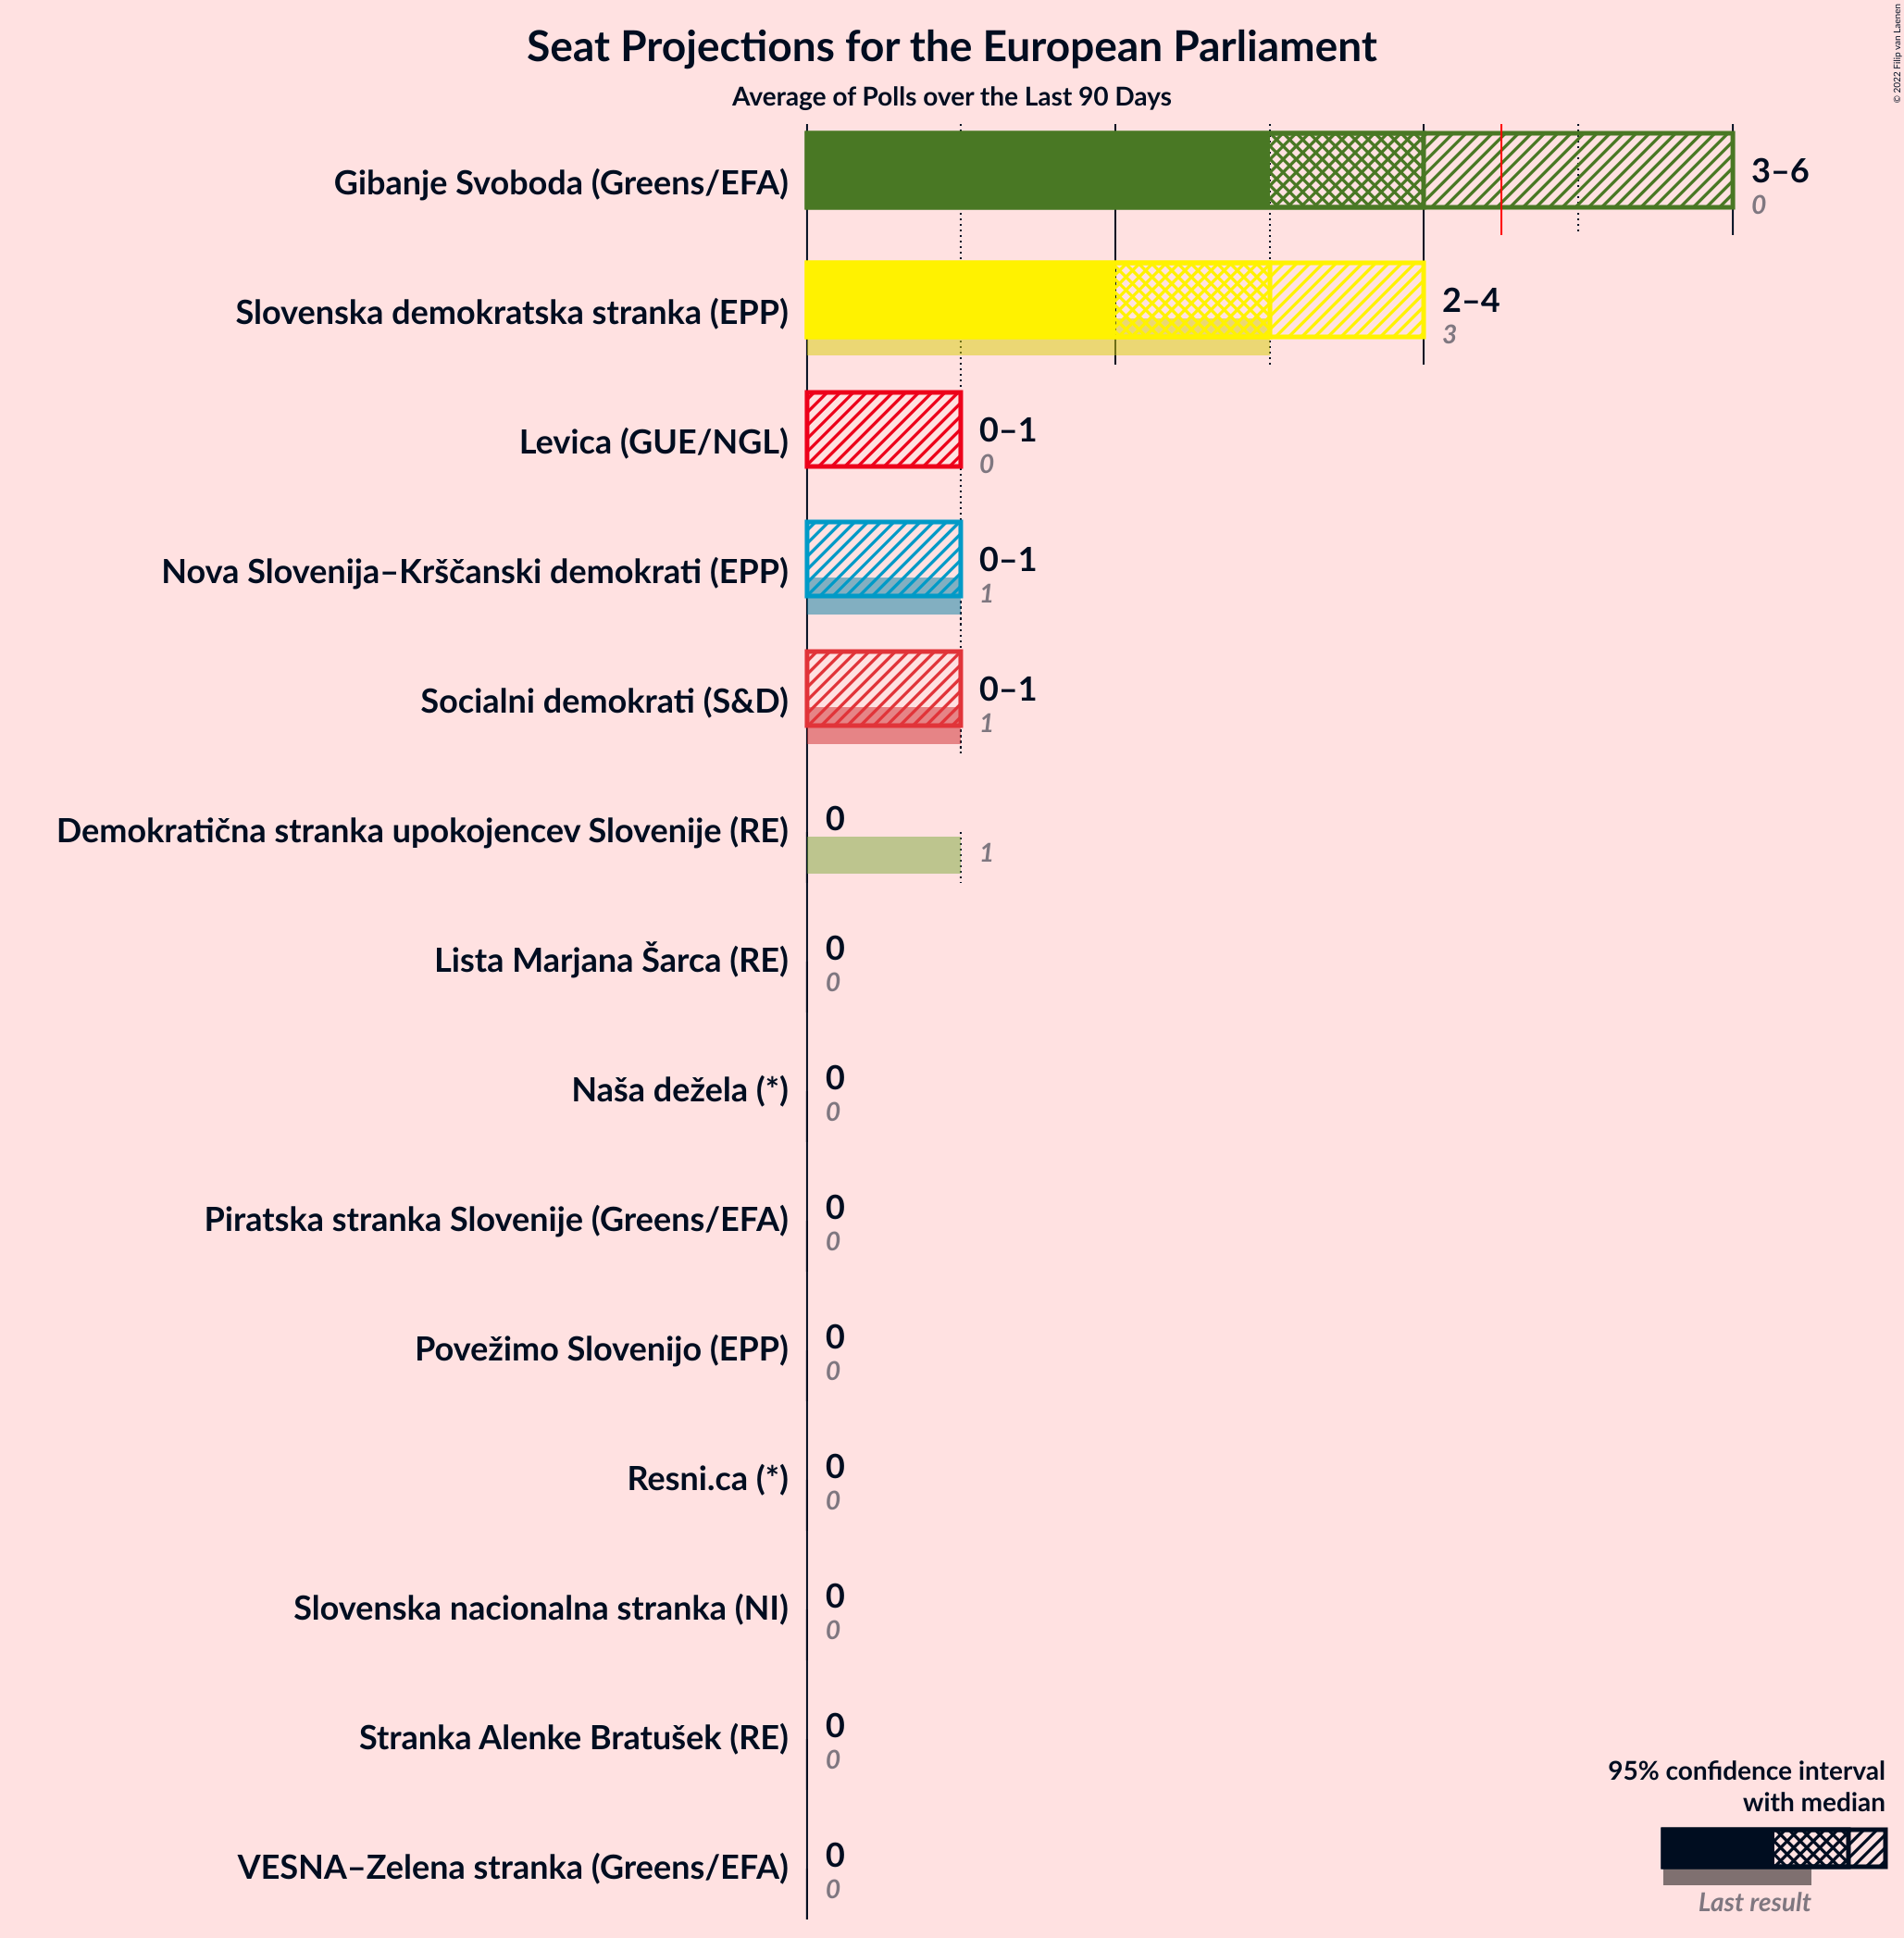 Seat Projections for the European Parliament
Average of Polls over the Last 90 Days
© 2022 Filip van Laenen
Gibanje Svoboda (Greens/EFA)
3–6
0
Slovenska demokratska stranka (EPP)
2–4
3
Levica (GUE/NGL)
0–1
0
Nova Slovenija–Krščanski demokrati (EPP)
0–1
1
Socialni demokrati (S&D)
0–1
1
Demokratična stranka upokojencev Slovenije (RE)
0
1
Lista Marjana Šarca (RE)
0
0
Naša dežela (*)
0
0
Piratska stranka Slovenije (Greens/EFA)
0
0
Povežimo Slovenijo (EPP)
0
0
Resni.ca (*)
0
0
Slovenska nacionalna stranka (NI)
0
0
Stranka Alenke Bratušek (RE)
0
0
VESNA–Zelena stranka (Greens/EFA)
0
0
95% confidence interval
with median
Last result